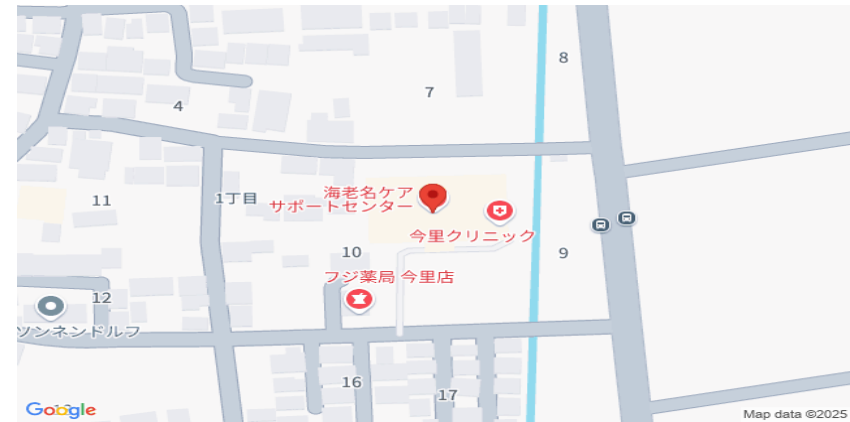 8
7
4
海老名ケア
サポートセンター
1丁目
11
今里クリニック
10
9
フジ薬局 今里店
12
ツンネンドルフ
16
17
Google
Map data ©2025